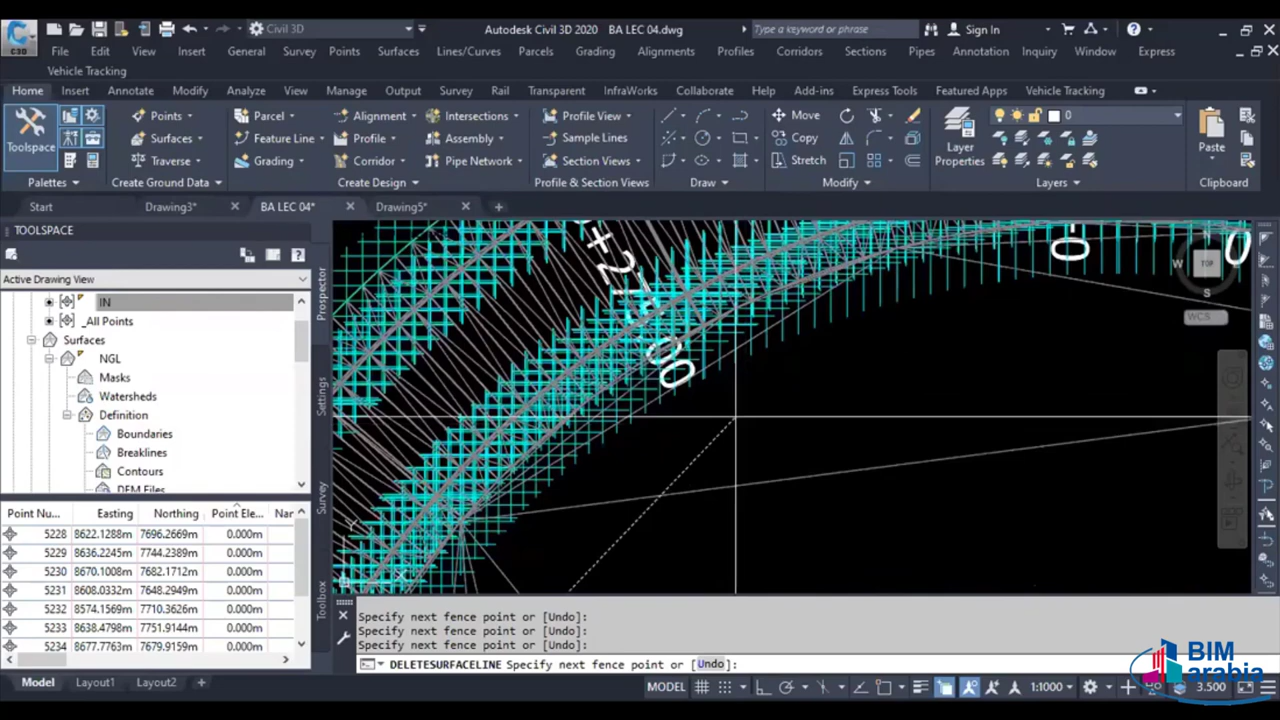 Civil 3D
Autodesk Civil 3D 2020 BA LEC 04.dwg
Type a keyword or phrase
Sign In
C3D
File Edit View Insert General Survey Points Surfaces Lines/Curves Parcels Grading Alignments Profiles Corridors Sections Pipes Annotation Inquiry Window Express
Vehicle Tracking
Home Insert Annotate Modify Analyze View Manage Output Survey Rail Transparent InfraWorks Collaborate Help Add-ins Express Tools Featured Apps Vehicle Tracking
Toolspace
Points
Surfaces
Traverse
Parcel
Feature Line
Grading
Alignment
Profile
Corridor
Intersections
Assembly
Pipe Network
Profile View
Sample Lines
Section Views
Move
Copy
Stretch
Layer
Properties
0
Paste
Palettes Create Ground Data Create Design Profile & Section Views Draw Modify Layers Clipboard
Start Drawing3* BA LEC 04* Drawing5*
TOOLSPACE
Active Drawing View
IN
_All Points
Surfaces
NGL
Masks
Watersheds
Definition
Boundaries
Breaklines
Contours
DEM Files
Prospector
Settings
Survey
Toolbox
Point Nu... Easting Northing Point Ele... Nar
5228 8622.1288m 7696.2669m 0.000m
5229 8636.2245m 7744.2389m 0.000m
5230 8670.1008m 7682.1712m 0.000m
5231 8608.0332m 7648.2949m 0.000m
5232 8574.1569m 7710.3626m 0.000m
5233 8638.4798m 7751.9144m 0.000m
5234 8677.7763m 7679.9159m 0.000m
W TOP
S
WCS
Specify next fence point or [Undo]:
Specify next fence point or [Undo]:
Specify next fence point or [Undo]:
DELETESURFACELINE Specify next fence point or [Undo]:
Model Layout1 Layout2
MODEL 1:1000 3.500
BIM
arabia